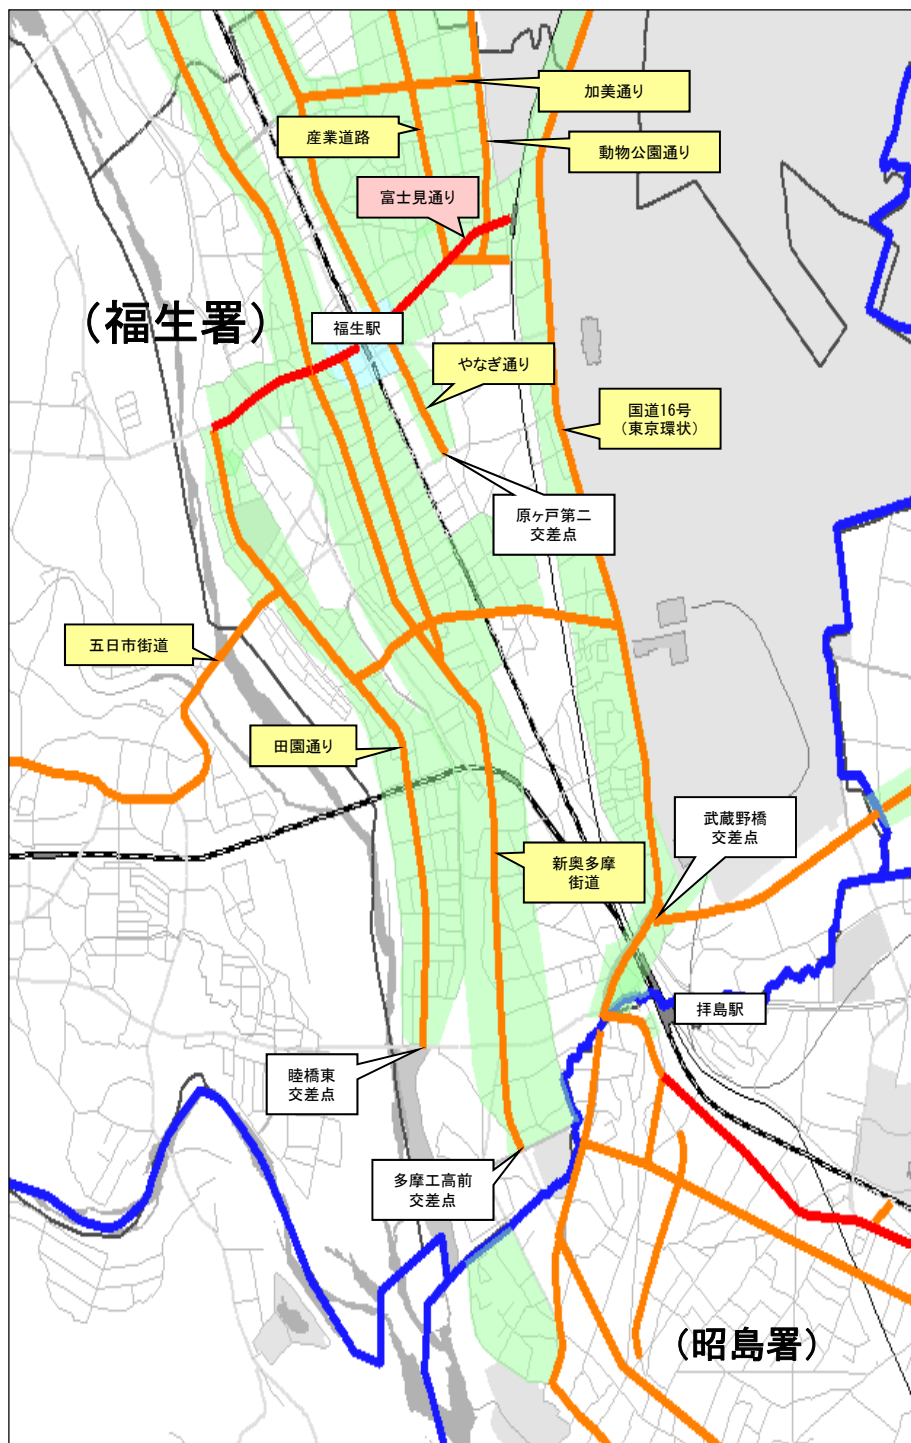 加美通り
産業道路
動物公園通り
富士見通り
（福生署）
福生駅
やなぎ通り
国道16号
（東京環状）
原ヶ戸第二
交差点
五日市街道
田園通り
武蔵野橋
交差点
新奥多摩
街道
拝島駅
睦橋東
交差点
多摩工高前
交差点
（昭島署）